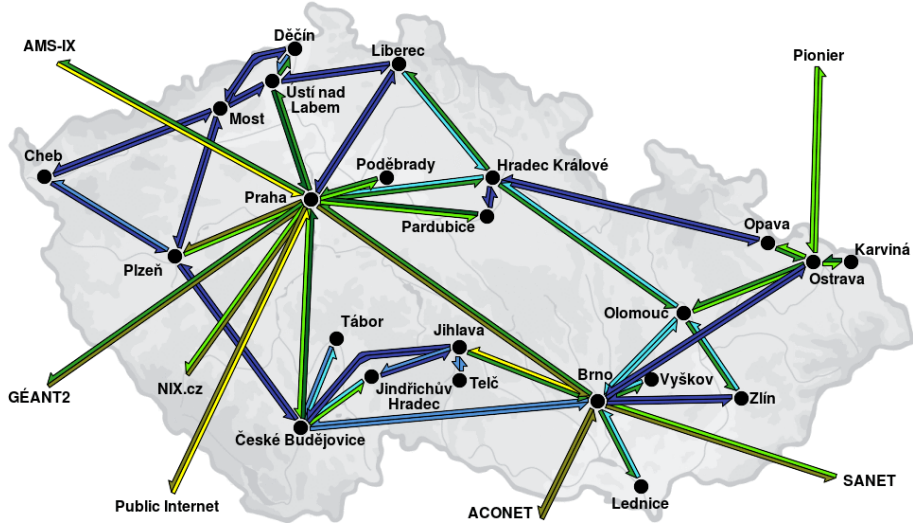 Děčín
AMS-IX
Liberec
Pionier
Ústí nad
Labem
Most
Cheb
Poděbrady
Hradec Králové
Praha
Pardubice
Opava
Karviná
Plzeň
Ostrava
Olomouc
Tábor
Jihlava
Brno
Vyškov
NIX.cz
Jindřichův
Hradec
Telč
GÉANT2
Zlín
České Budějovice
SANET
Public Internet
Lednice
ACONET